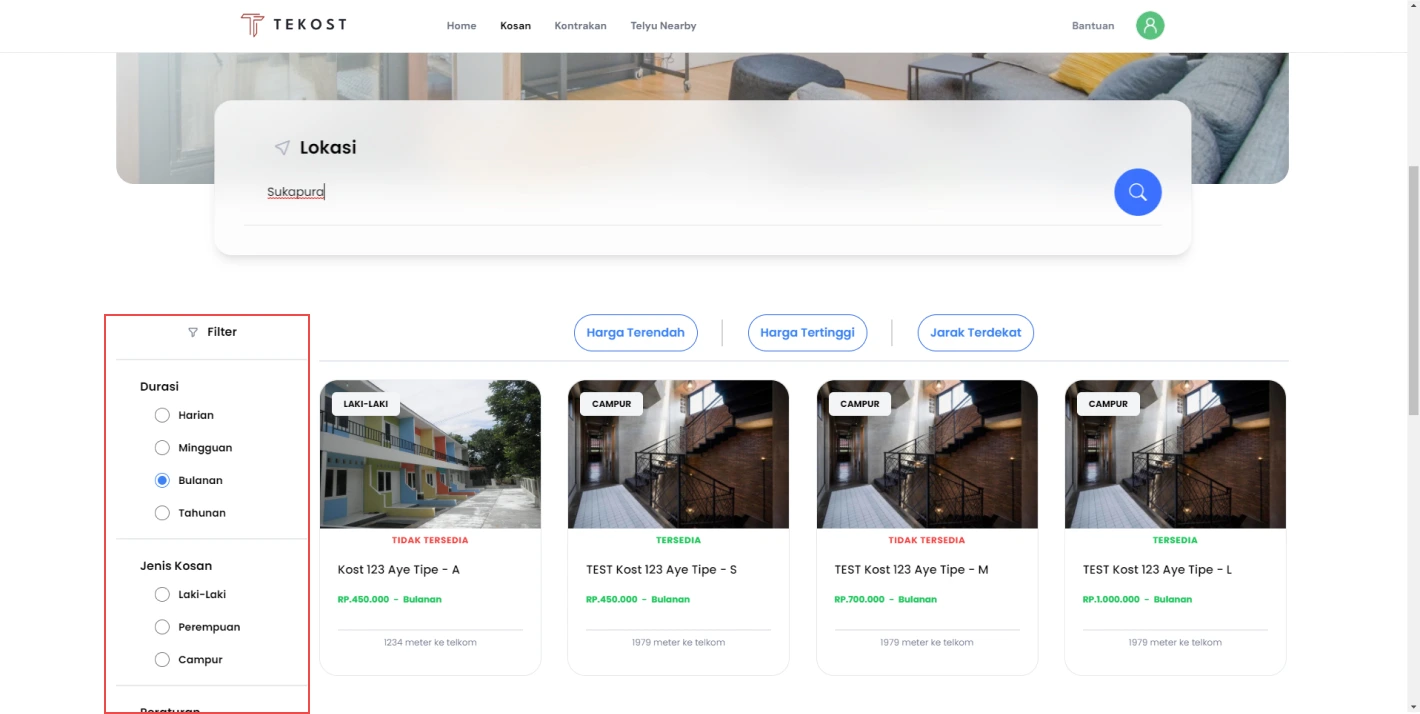 TEKOST
Home Kosan Kontrakan Telyu Nearby Bantuan
Lokasi
Sukapura
Filter
Harga Terendah Harga Tertinggi Jarak Terdekat
Durasi
Harian
Mingguan
Bulanan
Tahunan
Jenis Kosan
Laki-Laki
Perempuan
Campur
Peraturan
LAKI-LAKI
TIDAK TERSEDIA
Kost 123 Aye Tipe - A
RP.450.000 - Bulanan
1234 meter ke telkom
CAMPUR
TERSEDIA
TEST Kost 123 Aye Tipe - S
RP.450.000 - Bulanan
1979 meter ke telkom
CAMPUR
TIDAK TERSEDIA
TEST Kost 123 Aye Tipe - M
RP.700.000 - Bulanan
1979 meter ke telkom
CAMPUR
TERSEDIA
TEST Kost 123 Aye Tipe - L
RP.1.000.000 - Bulanan
1979 meter ke telkom